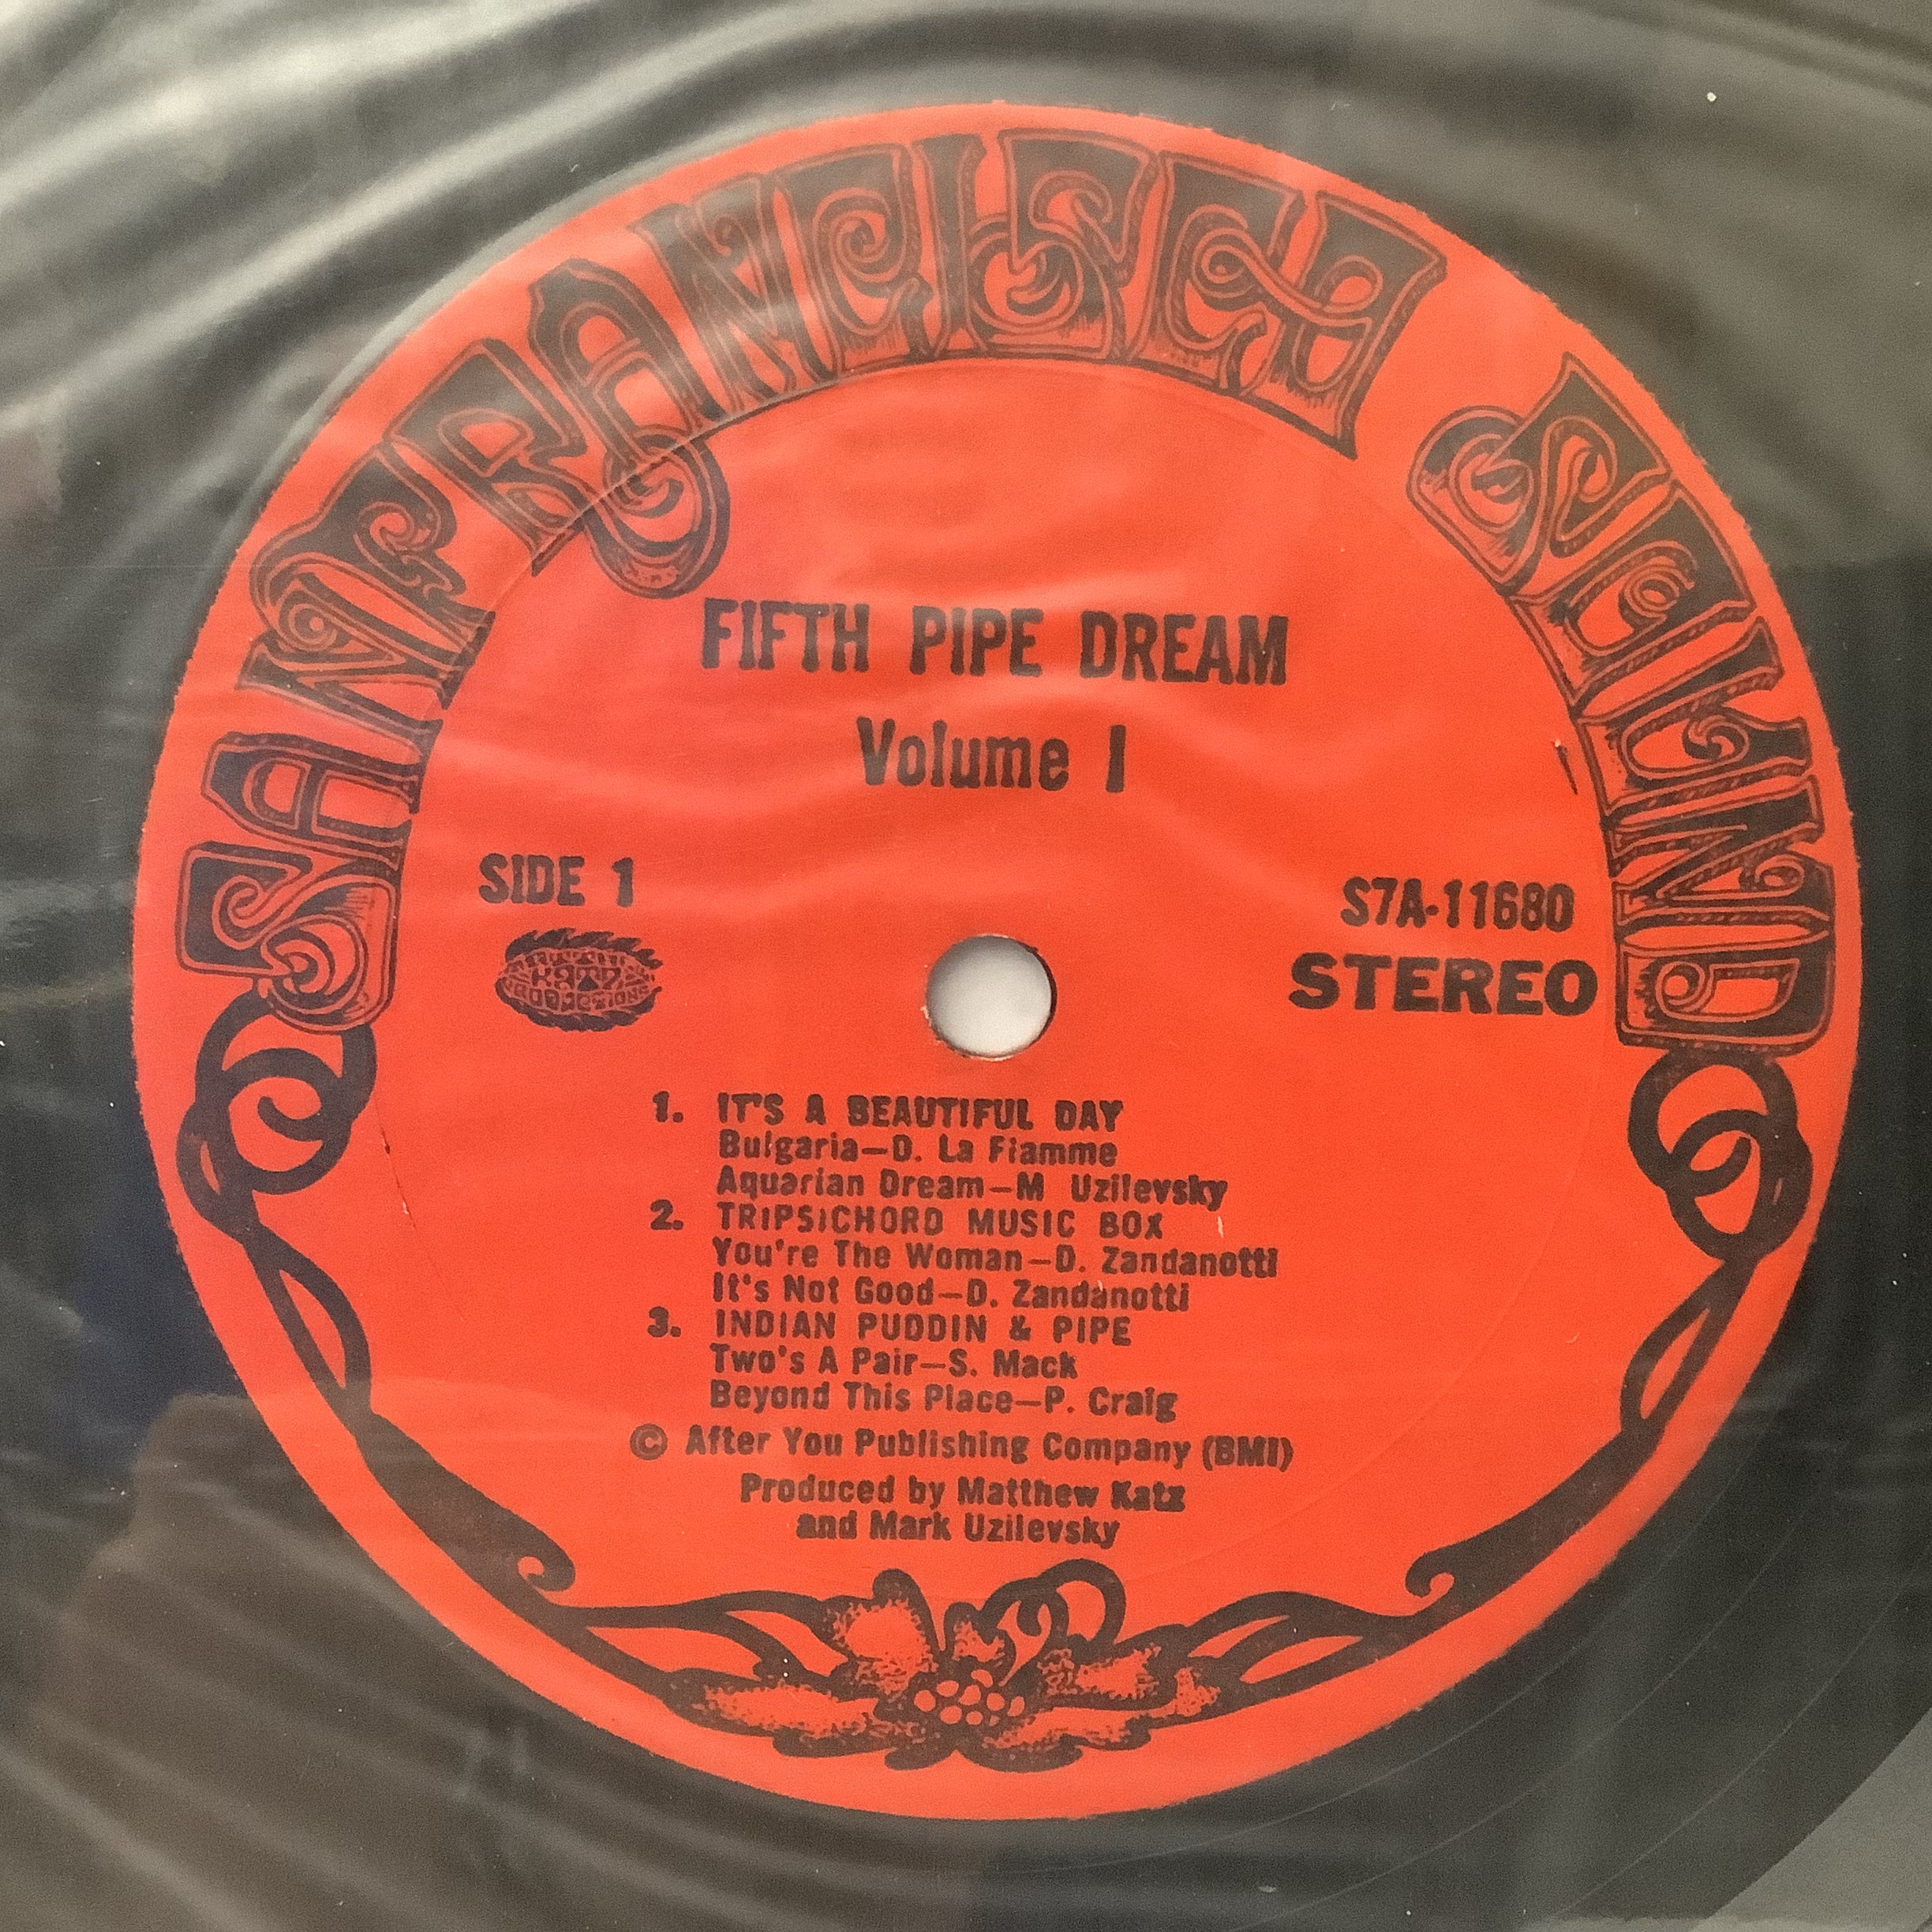 SAN FRANCISCO SOUND
FIFTH PIPE DREAM
Volume I
SIDE 1
S7A-11680
KATZ
PRODUCTIONS
STEREO
1. IT'S A BEAUTIFUL DAY
Bulgaria—D. La Flamme
Aquarian Dream—M Uzilevsky
2. TRIPSICHORD MUSIC BOX
You're The Woman—D. Zandanotti
It's Not Good—D. Zandanotti
3. INDIAN PUDDIN & PIPE
Two's A Pair—S. Mack
Beyond This Place—P. Craig
© After You Publishing Company (BMI)
Produced by Matthew Katz
and Mark Uzilevsky